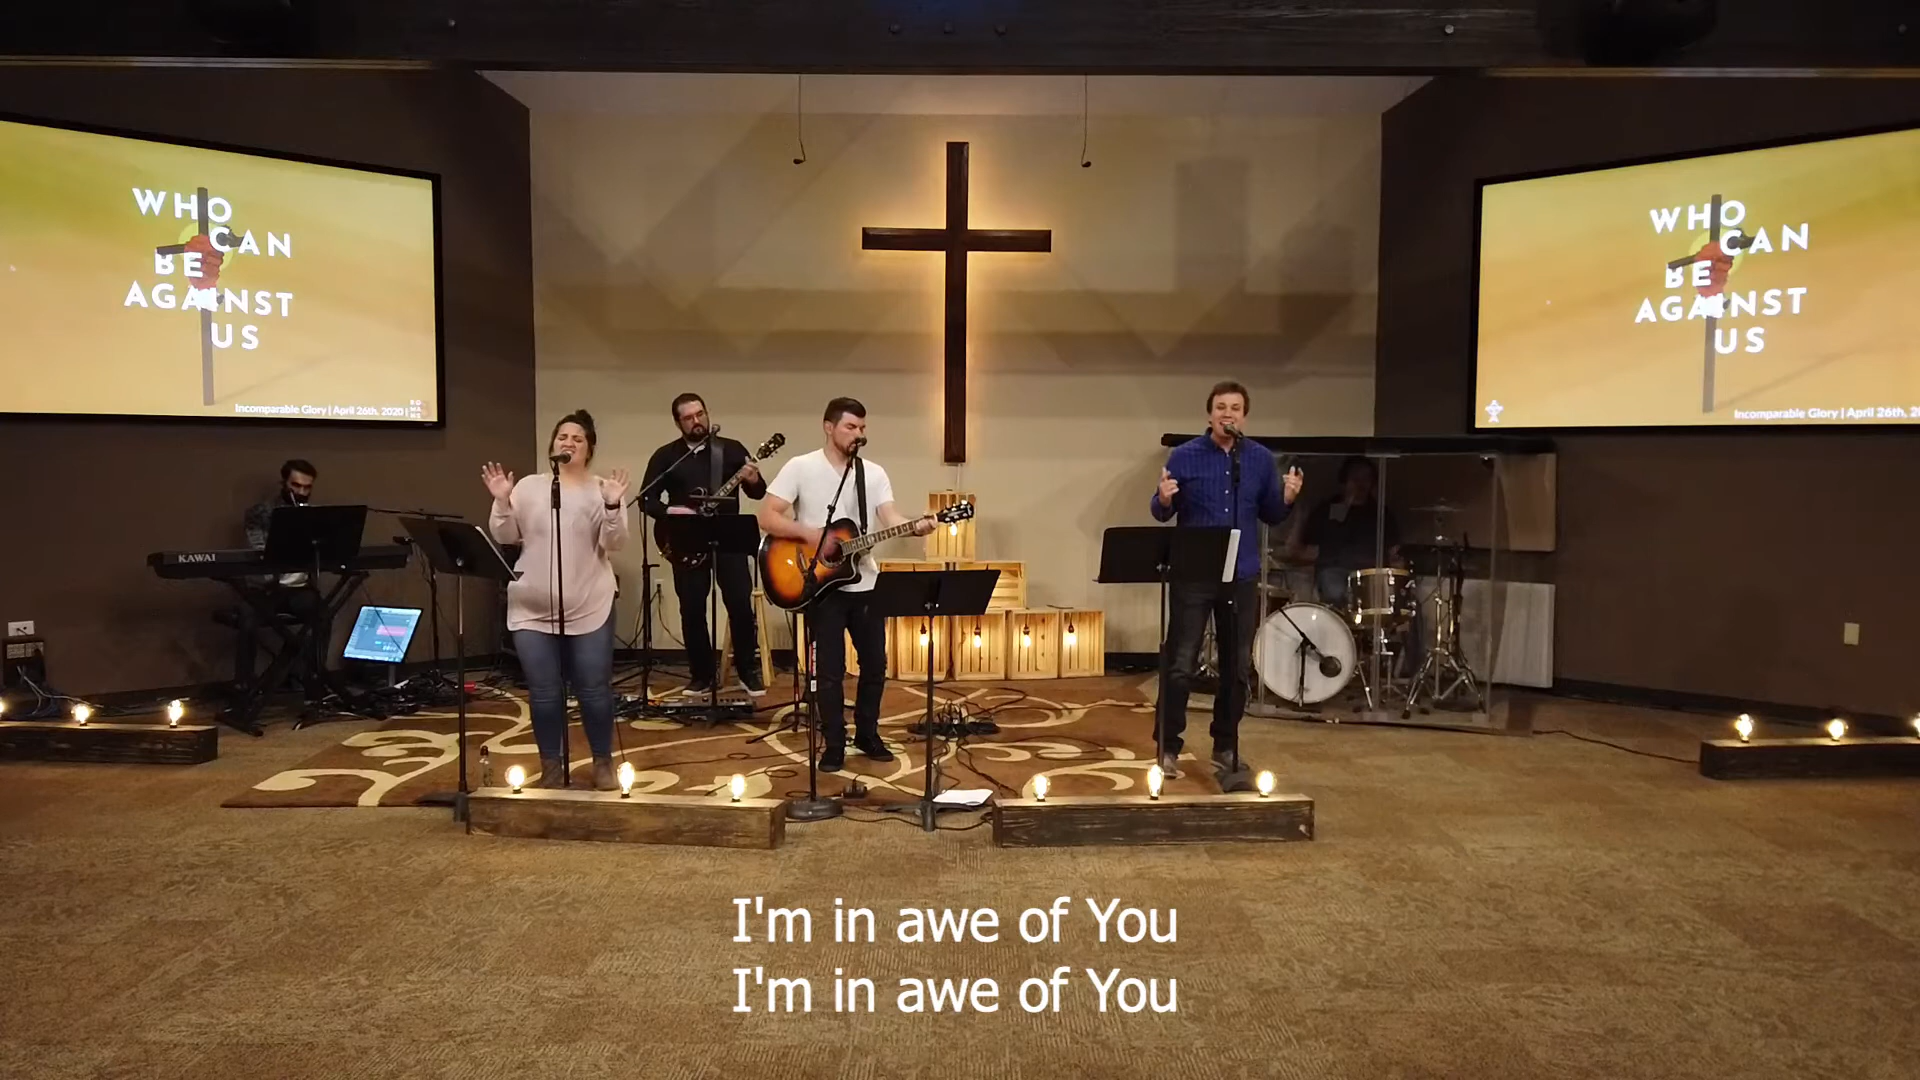 WHO
CAN
BE
AGAINST
US
Incomparable Glory | April 26th, 2020 |
WHO
CAN
BE
AGAINST
US
Incomparable Glory | April 26th,
KAWAI
I'm in awe of You
I'm in awe of You